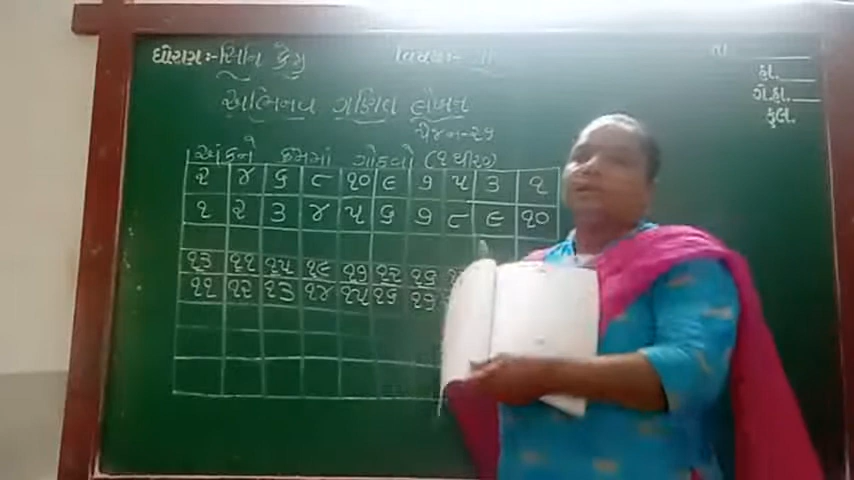 ધોરણ:- સિનિ કેજી વિષય:- તા
હા.
ગે.હા.
કુલ.
અભિનવ ગણિત લેખન
પેજ નં-૨૭
અંકને ક્રમમાં ગોઠવો (૧ થી ૨૦)
૨ ૪ ૬ ૮ ૧૦ ૯ ૭ ૫ ૩ ૧
૧ ૨ ૩ ૪ ૫ ૬ ૭ ૮ ૯ ૧૦
૧૩ ૧૧ ૧૫ ૧૯ ૧૭ ૧૨ ૧૬
૧૧ ૧૨ ૧૩ ૧૪ ૧૫ ૧૬ ૧૭